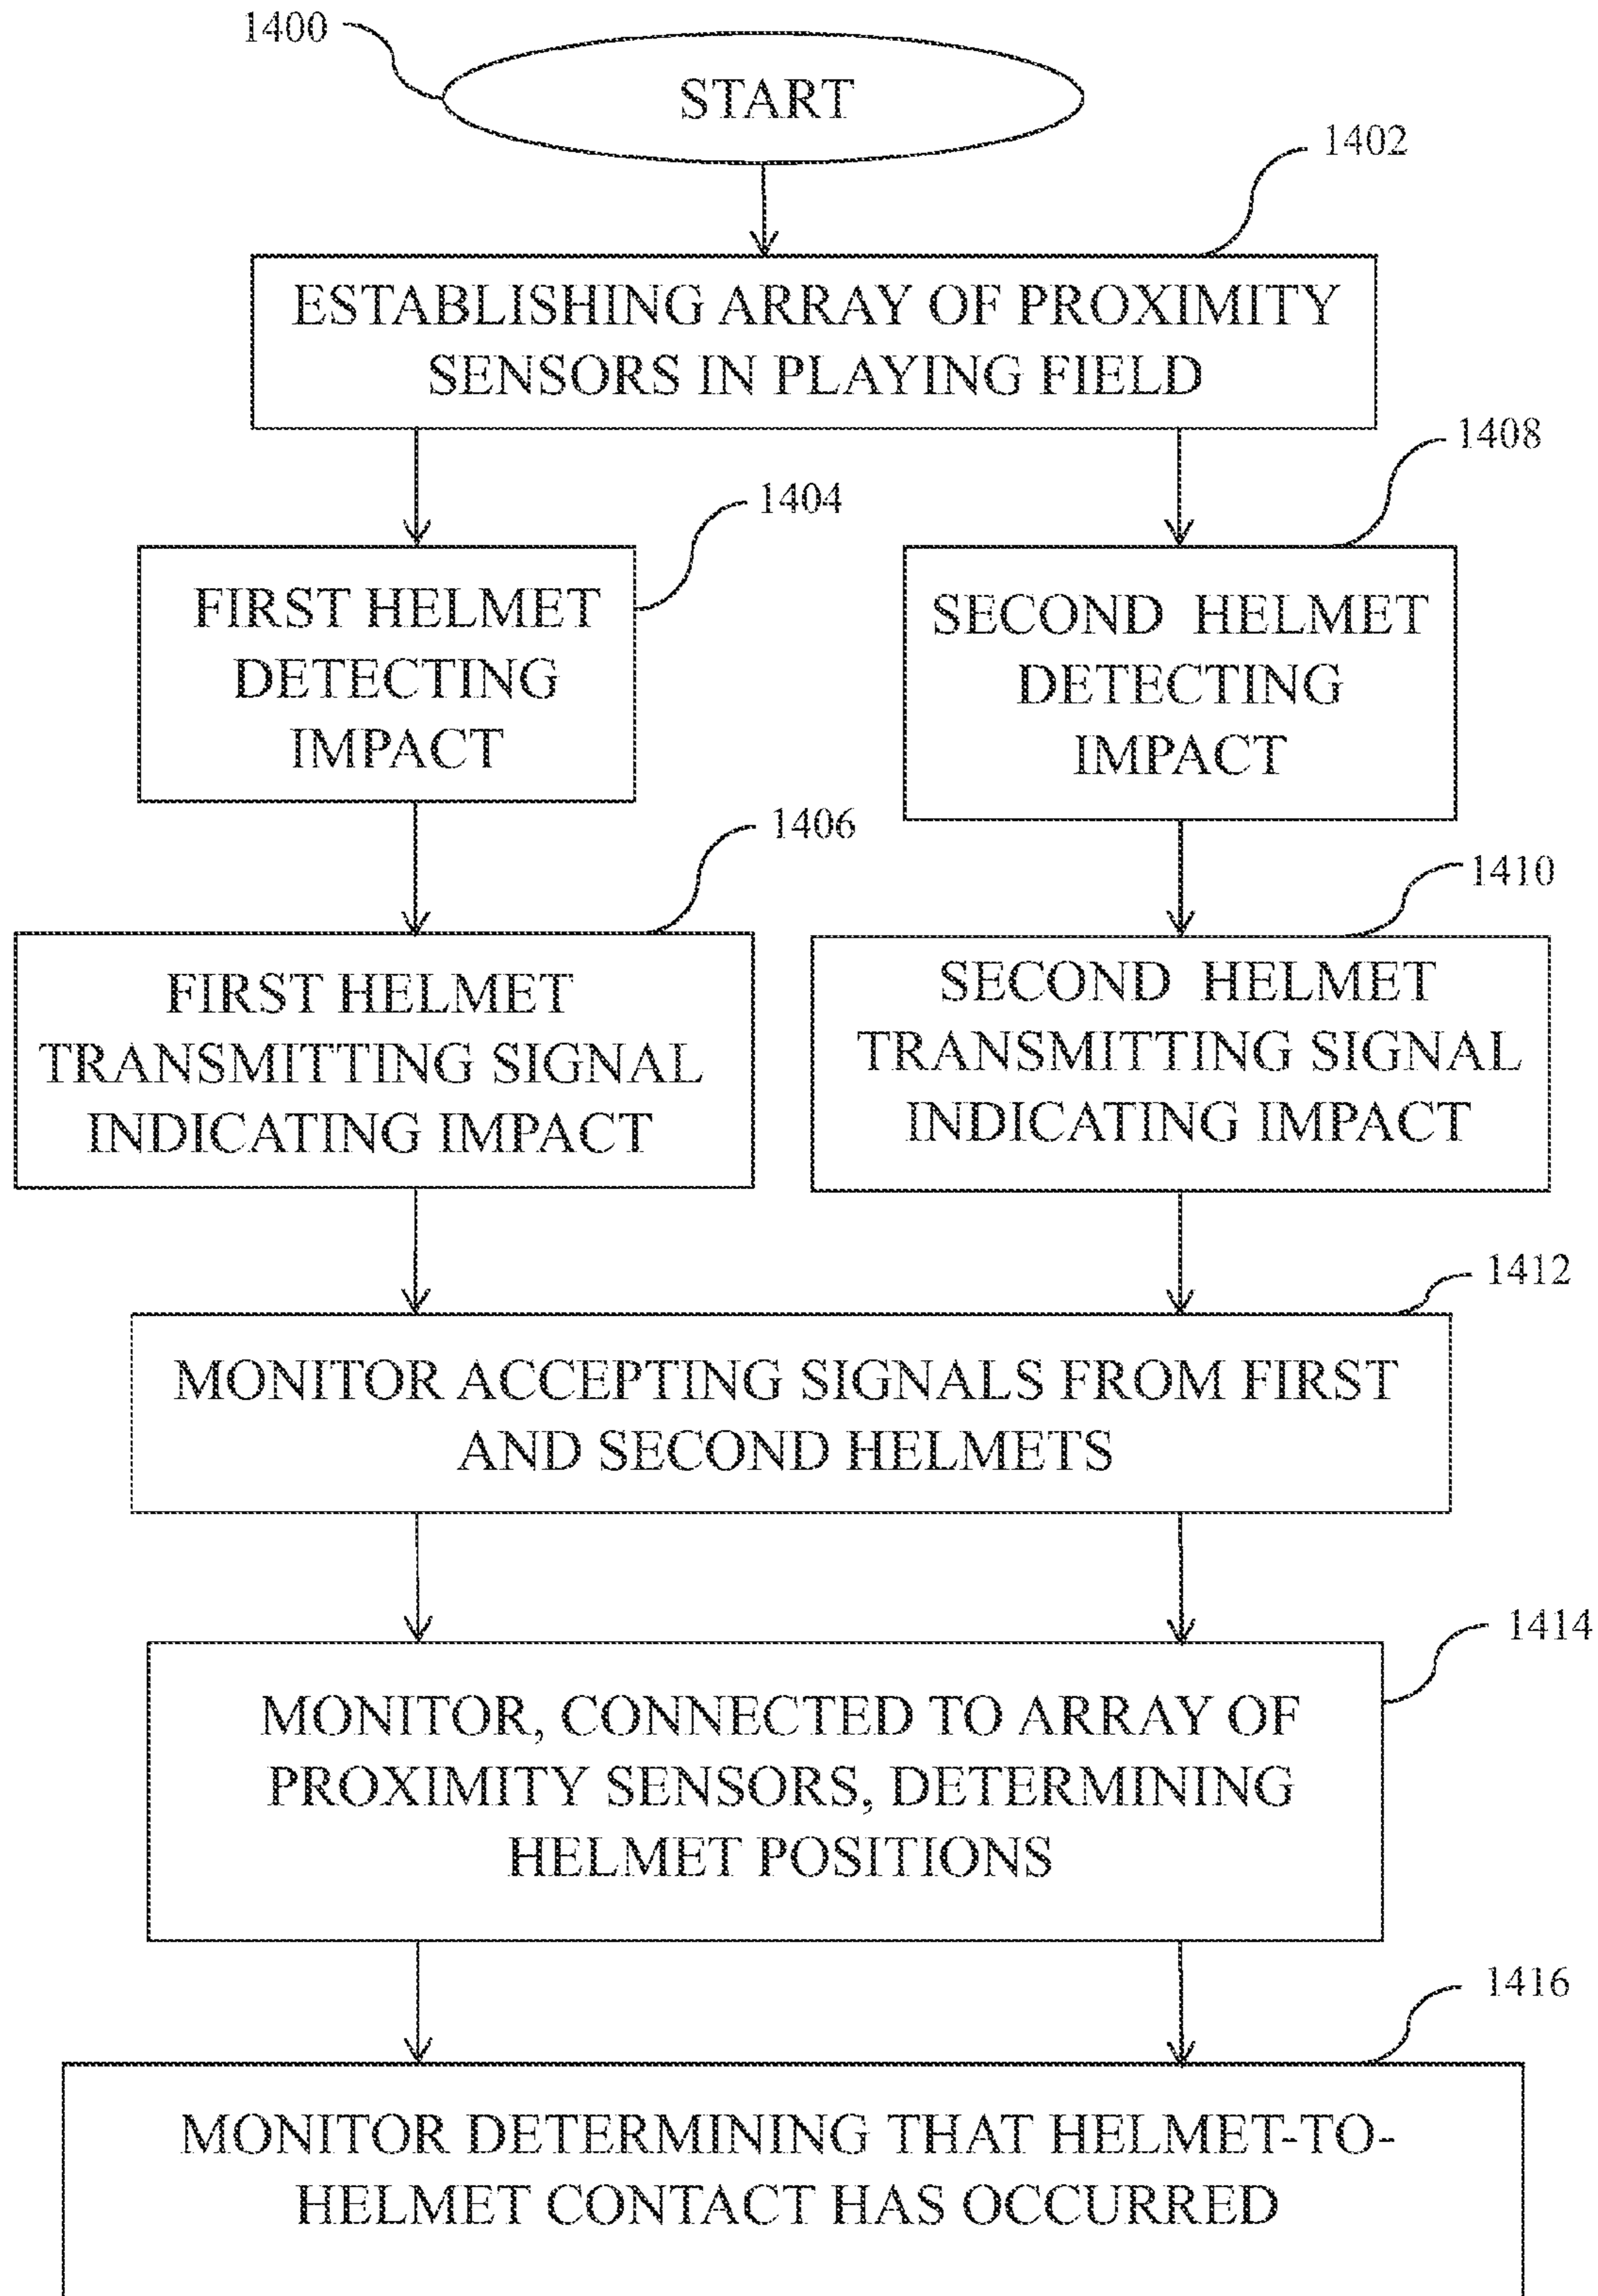 1400
START
1402
ESTABLISHING ARRAY OF PROXIMITY
SENSORS IN PLAYING FIELD
1404
FIRST HELMET
DETECTING
IMPACT
1408
SECOND HELMET
DETECTING
IMPACT
1406
FIRST HELMET
TRANSMITTING SIGNAL
INDICATING IMPACT
1410
SECOND HELMET
TRANSMITTING SIGNAL
INDICATING IMPACT
1412
MONITOR ACCEPTING SIGNALS FROM FIRST
AND SECOND HELMETS
1414
MONITOR, CONNECTED TO ARRAY OF
PROXIMITY SENSORS, DETERMINING
HELMET POSITIONS
1416
MONITOR DETERMINING THAT HELMET-TO-
HELMET CONTACT HAS OCCURRED